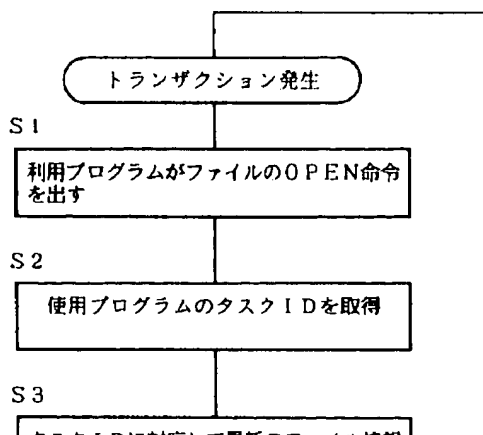 トランザクション発生
S1
利用プログラムがファイルのOPEN命令
を出す
S2
使用プログラムのタスクIDを取得
S3